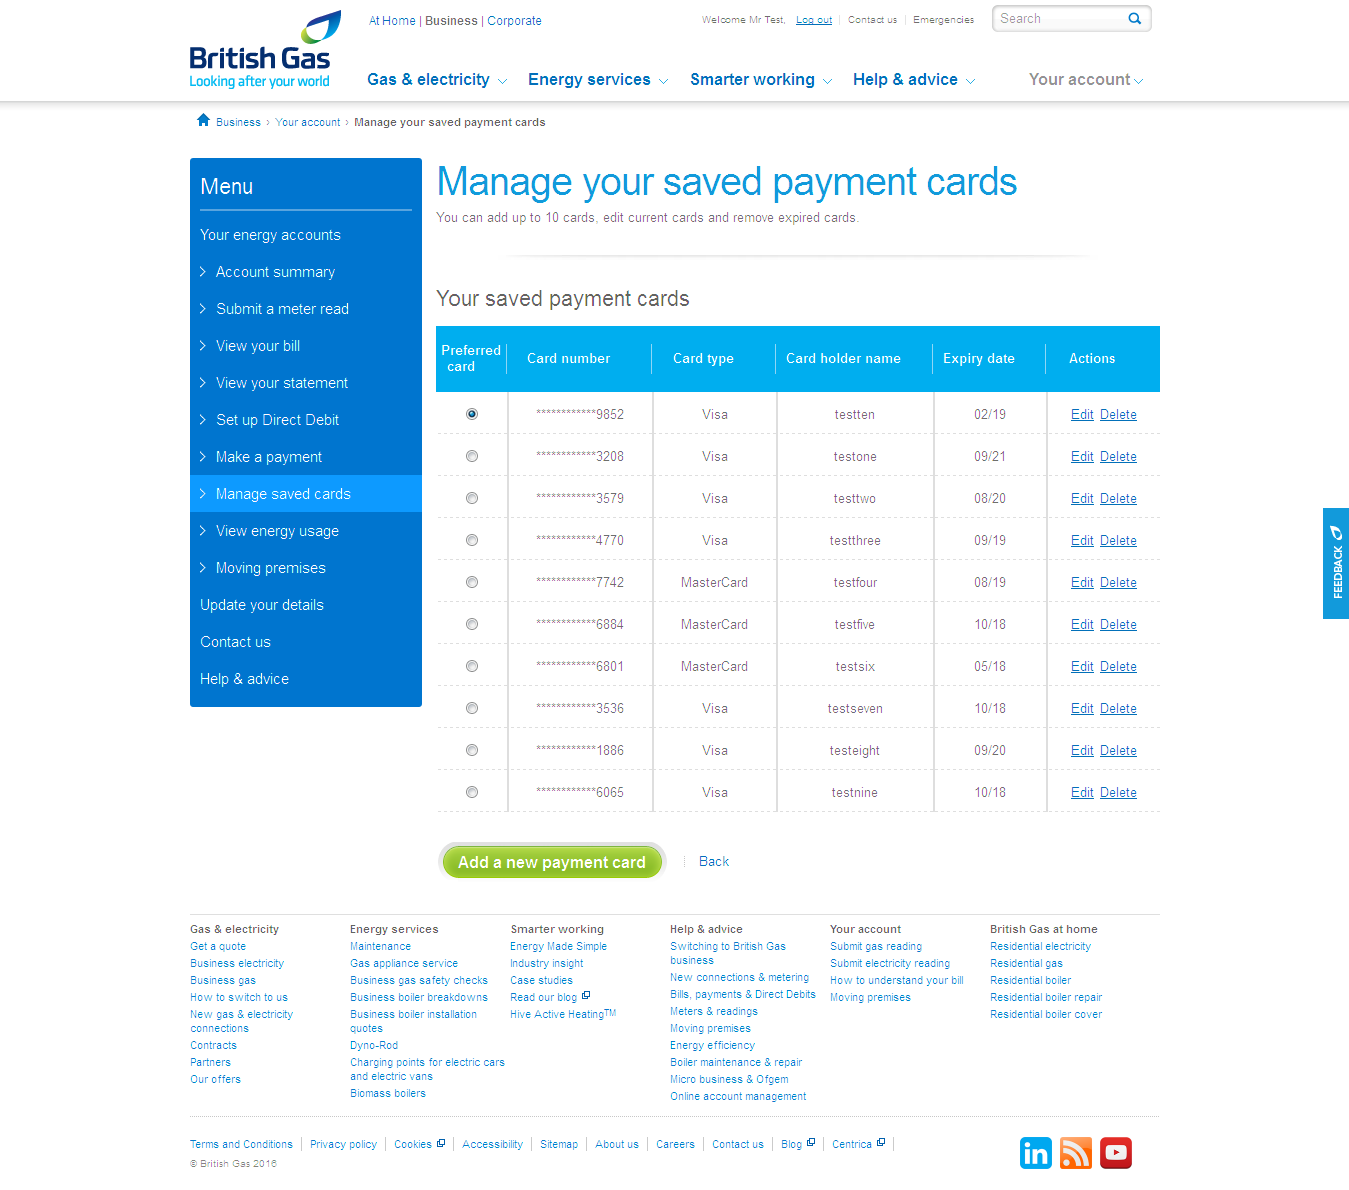 At Home | Business | Corporate
Welcome Mr Test, Log out Contact us Emergencies
Search
British Gas
Looking after your world
Gas & electricity Energy services Smarter working Help & advice Your account
Business › Your account › Manage your saved payment cards
Menu
Your energy accounts
Account summary
Submit a meter read
View your bill
View your statement
Set up Direct Debit
Make a payment
Manage saved cards
View energy usage
Moving premises
Update your details
Contact us
Help & advice
Manage your saved payment cards
You can add up to 10 cards, edit current cards and remove expired cards.
Your saved payment cards
Preferred card Card number Card type Card holder name Expiry date Actions
************9852 Visa testten 02/19 Edit Delete
************3208 Visa testone 09/21 Edit Delete
************3579 Visa testtwo 08/20 Edit Delete
************4770 Visa testthree 09/19 Edit Delete
************7742 MasterCard testfour 08/19 Edit Delete
************6884 MasterCard testfive 10/18 Edit Delete
************6801 MasterCard testsix 05/18 Edit Delete
************3536 Visa testseven 10/18 Edit Delete
************1886 Visa testeight 09/20 Edit Delete
************6065 Visa testnine 10/18 Edit Delete
Add a new payment card Back
FEEDBACK
Gas & electricity
Get a quote
Business electricity
Business gas
How to switch to us
New gas & electricity
connections
Contracts
Partners
Our offers
Energy services
Maintenance
Gas appliance service
Business gas safety checks
Business boiler breakdowns
Business boiler installation
quotes
Dyno-Rod
Charging points for electric cars
and electric vans
Biomass boilers
Smarter working
Energy Made Simple
Industry insight
Case studies
Read our blog
Hive Active Heating™
Help & advice
Switching to British Gas
business
New connections & metering
Bills, payments & Direct Debits
Meters & readings
Moving premises
Energy efficiency
Boiler maintenance & repair
Micro business & Ofgem
Online account management
Your account
Submit gas reading
Submit electricity reading
How to understand your bill
Moving premises
British Gas at home
Residential electricity
Residential gas
Residential boiler
Residential boiler repair
Residential boiler cover
Terms and Conditions Privacy policy Cookies Accessibility Sitemap About us Careers Contact us Blog Centrica
© British Gas 2016
in